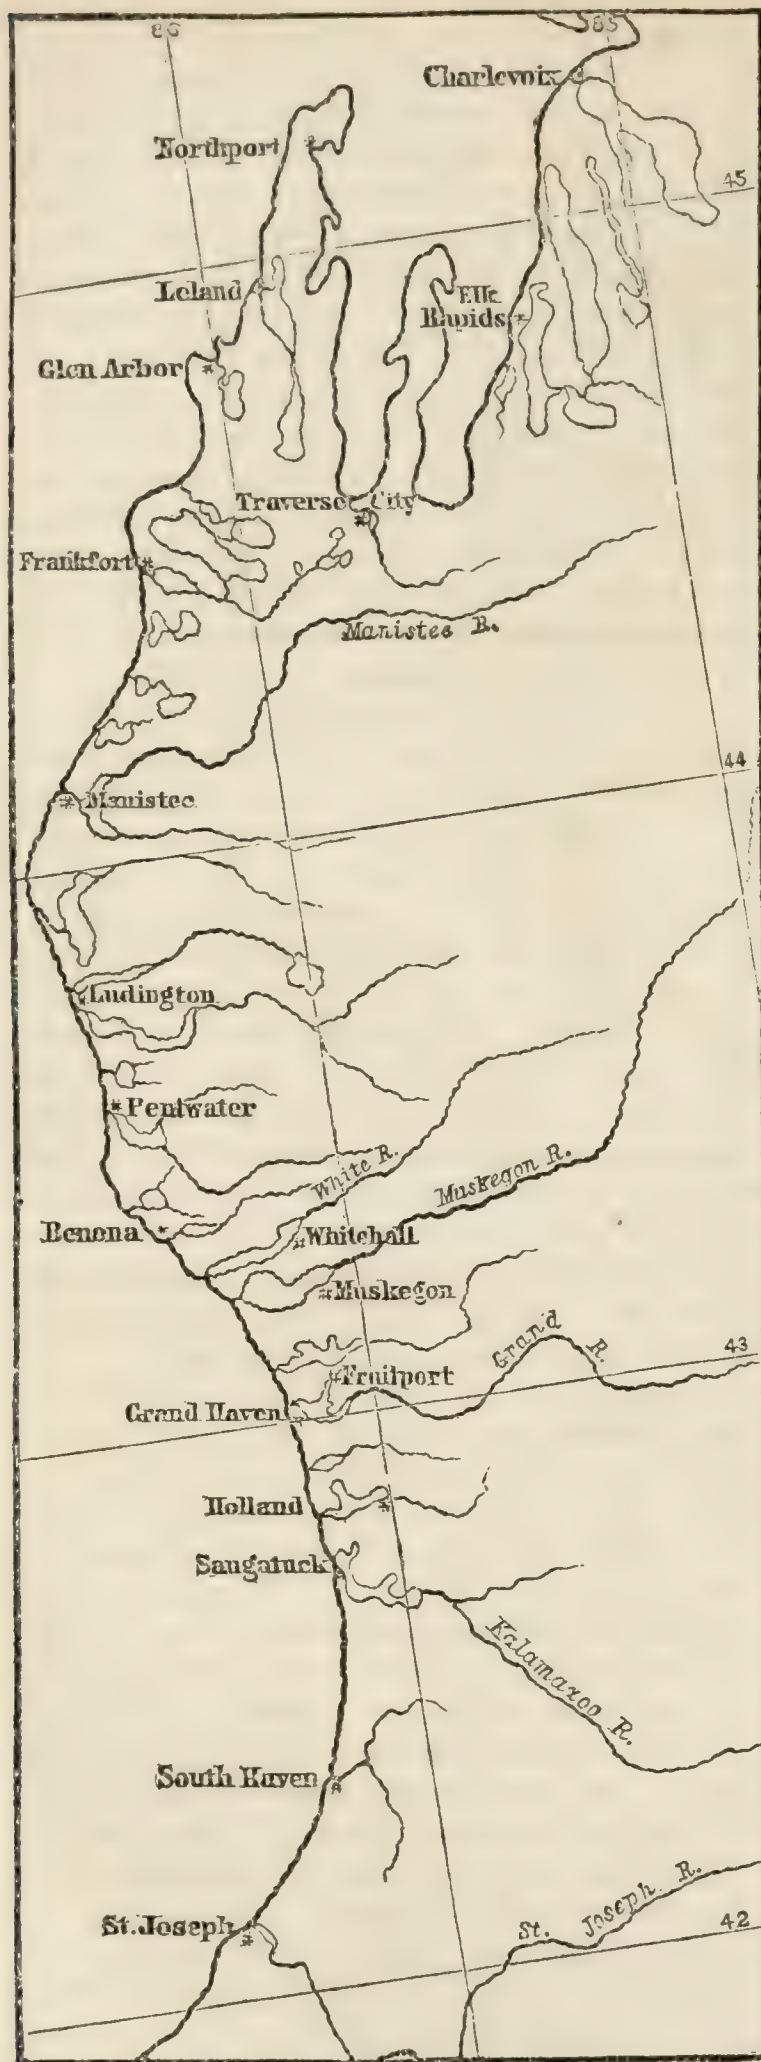 86
85
Charlevoix
Northport
45
Leland
Elk
Rapids
Glen Arbor
Traverse City
Frankfort
Manistee R.
44
Manistee
Ludington
Pentwater
White R.
Muskegon R.
Benona
Whitehall
Muskegon
Grand R.
43
Fruitport
Grand Haven
Holland
Saugatuck
Kalamazoo R.
South Haven
St. Joseph R.
St. Joseph
42